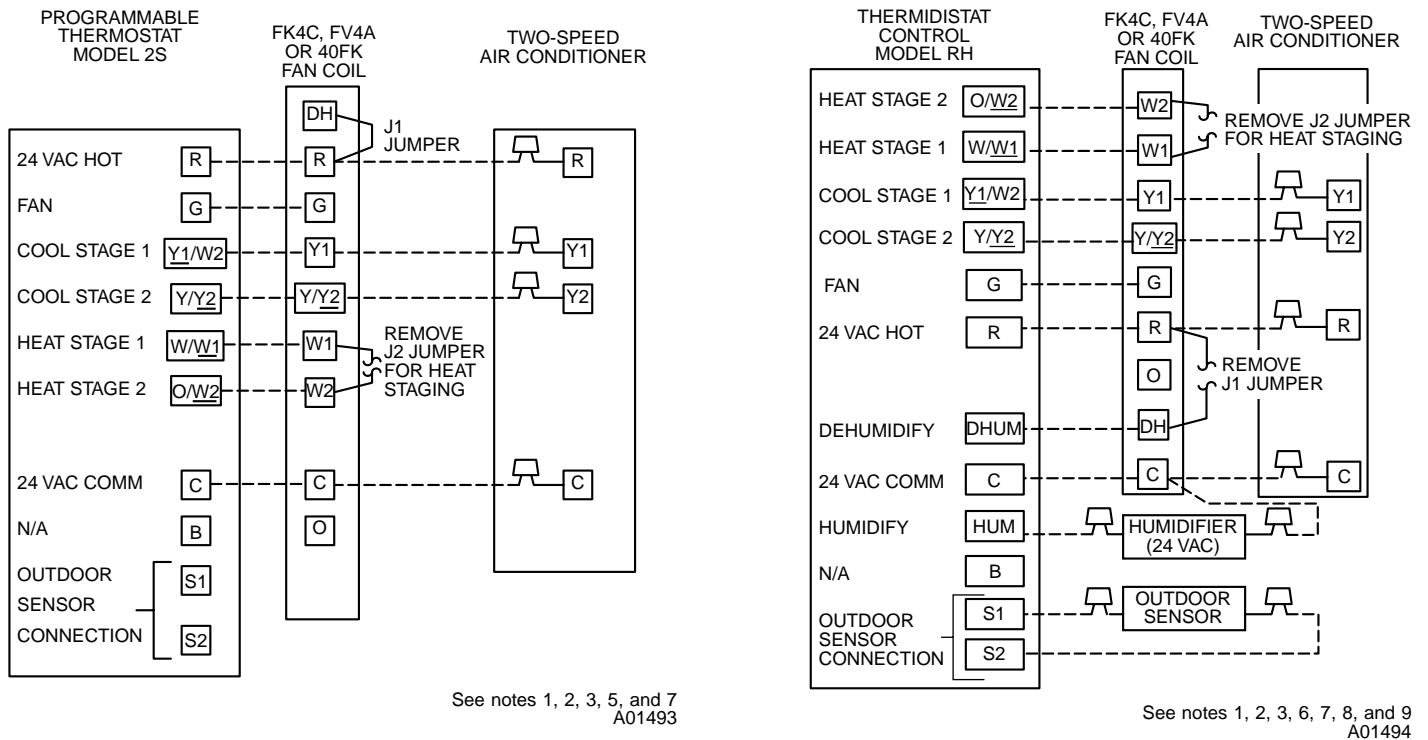 PROGRAMMABLE
THERMOSTAT
MODEL 2S
FK4C, FV4A
OR 40FK
FAN COIL
TWO-SPEED
AIR CONDITIONER
DH
J1
JUMPER
24 VAC HOT R R R
FAN G G
COOL STAGE 1 Y1/W2 Y1 Y1
COOL STAGE 2 Y/Y2 Y/Y2 Y2
HEAT STAGE 1 W/W1 W1
REMOVE
J2 JUMPER
FOR HEAT
STAGING
HEAT STAGE 2 O/W2 W2
24 VAC COMM C C C
N/A B O
OUTDOOR
SENSOR
CONNECTION
S1
S2
See notes 1, 2, 3, 5, and 7
A01493
THERMIDISTAT
CONTROL
MODEL RH
FK4C, FV4A
OR 40FK
FAN COIL
TWO-SPEED
AIR CONDITIONER
HEAT STAGE 2 O/W2 W2
REMOVE J2 JUMPER
FOR HEAT STAGING
HEAT STAGE 1 W/W1 W1
COOL STAGE 1 Y1/W2 Y1 Y1
COOL STAGE 2 Y/Y2 Y/Y2 Y2
FAN G G
24 VAC HOT R R R
O
REMOVE
J1 JUMPER
DEHUMIDIFY DHUM DH
24 VAC COMM C C C
HUMIDIFY HUM
HUMIDIFIER
(24 VAC)
N/A B
OUTDOOR
SENSOR
CONNECTION
S1
S2
OUTDOOR
SENSOR
See notes 1, 2, 3, 6, 7, 8, and 9
A01494